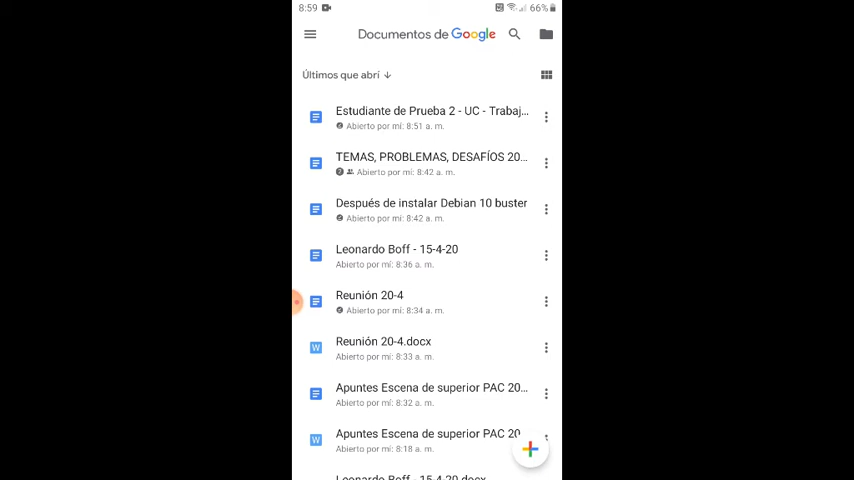 8:59 66%
Documentos de Google
Últimos que abrí
Estudiante de Prueba 2 - UC - Trabaj...
Abierto por mí: 8:51 a. m.
TEMAS, PROBLEMAS, DESAFÍOS 20...
Abierto por mí: 8:42 a. m.
Después de instalar Debian 10 buster
Abierto por mí: 8:42 a. m.
Leonardo Boff - 15-4-20
Abierto por mí: 8:36 a. m.
Reunión 20-4
Abierto por mí: 8:34 a. m.
W Reunión 20-4.docx
Abierto por mí: 8:33 a. m.
Apuntes Escena de superior PAC 20...
Abierto por mí: 8:32 a. m.
W Apuntes Escena de superior PAC 20
Abierto por mí: 8:18 a. m.
Leonardo Boff - 15-4-20.docx